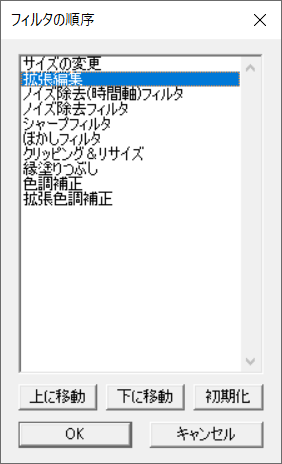 フィルタの順序
サイズの変更
拡張編集
ノイズ除去(時間軸)フィルタ
ノイズ除去フィルタ
シャープフィルタ
ぼかしフィルタ
クリッピング＆リサイズ
縁塗りつぶし
色調補正
拡張色調補正
上に移動 下に移動 初期化
OK キャンセル